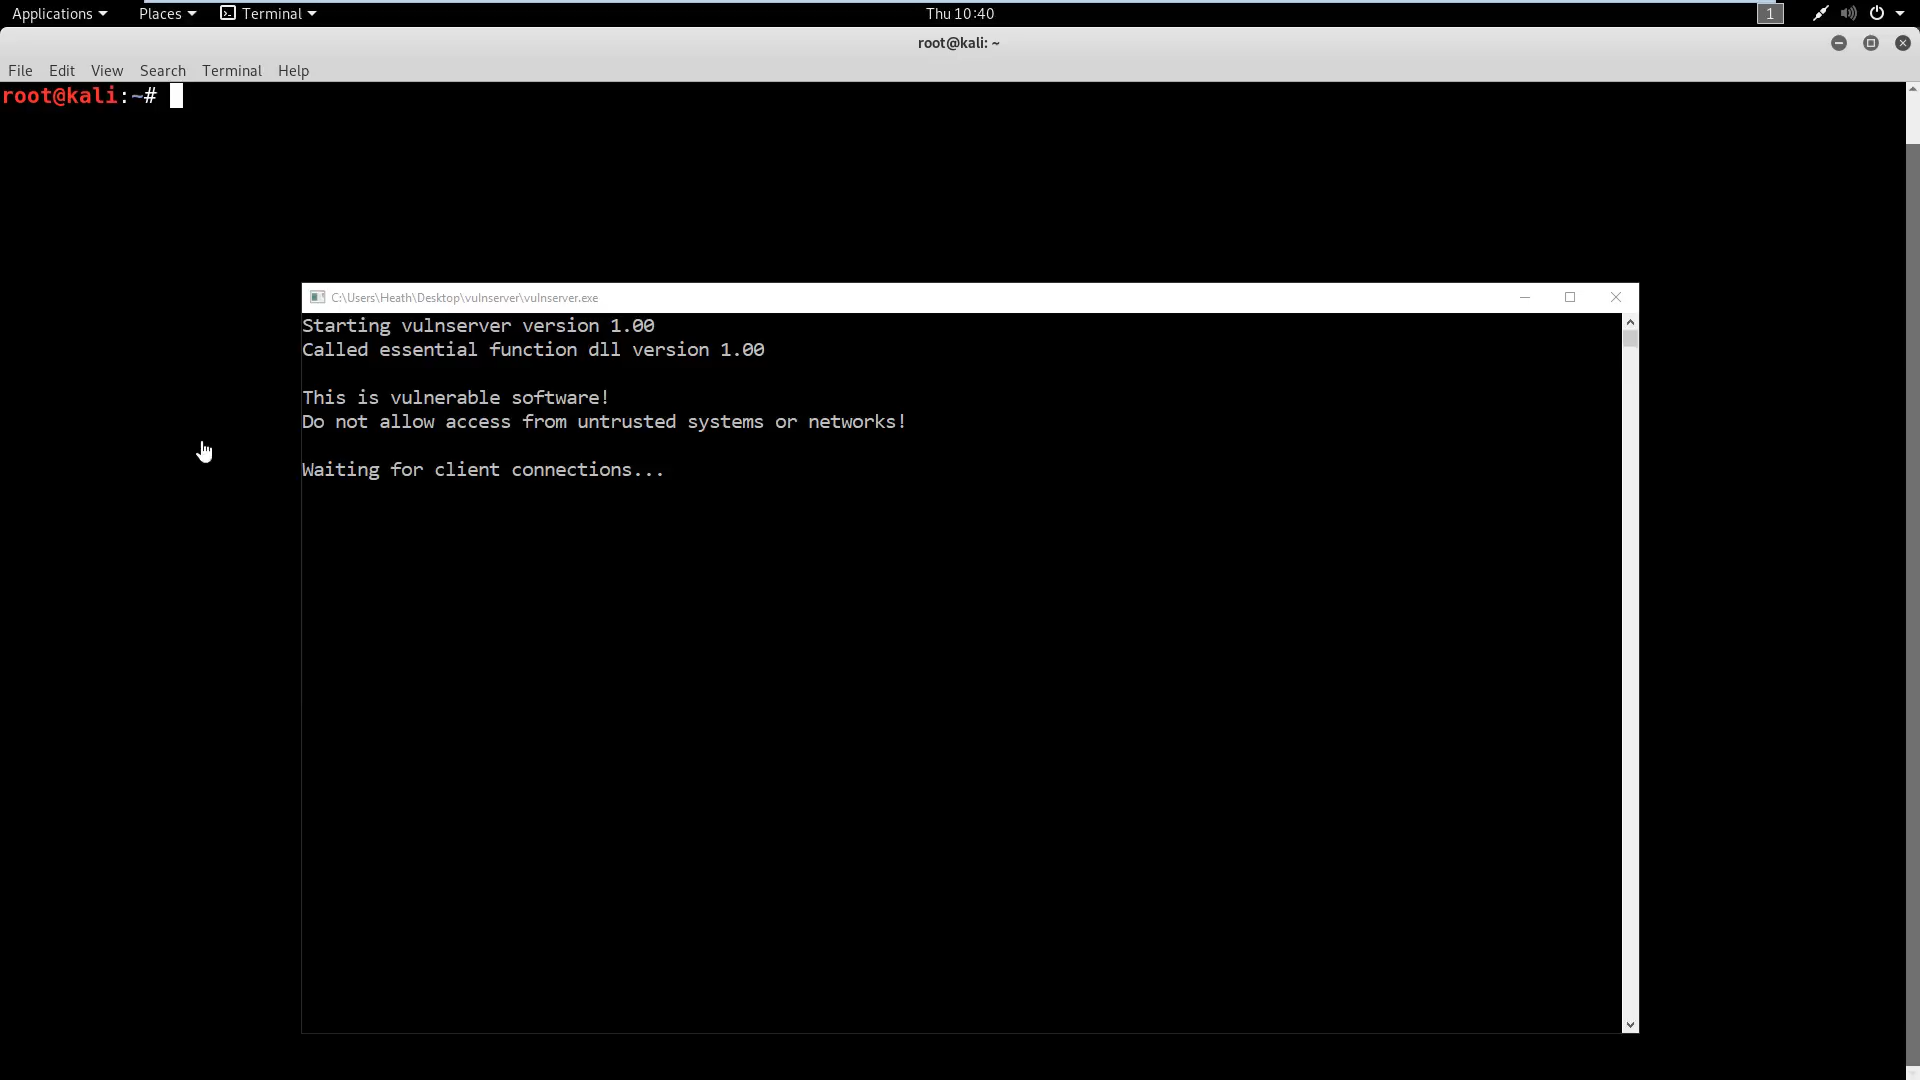 Applications Places Terminal Thu 10:40 1
root@kali: ~
File Edit View Search Terminal Help
root@kali:~#
C:\Users\Heath\Desktop\vulnserver\vulnserver.exe
Starting vulnserver version 1.00
Called essential function dll version 1.00
This is vulnerable software!
Do not allow access from untrusted systems or networks!
Waiting for client connections...